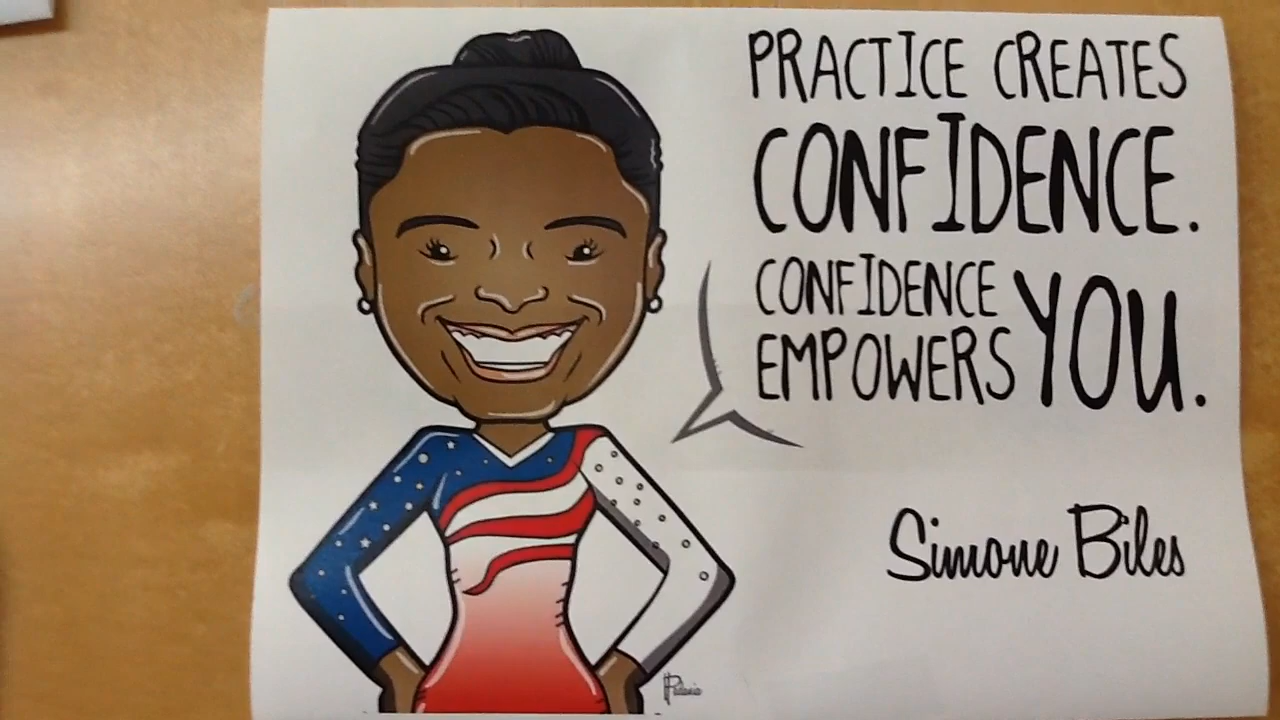 PRACTICE CREATES
CONFIDENCE.
CONFIDENCE
EMPOWERS YOU.
Simone Biles